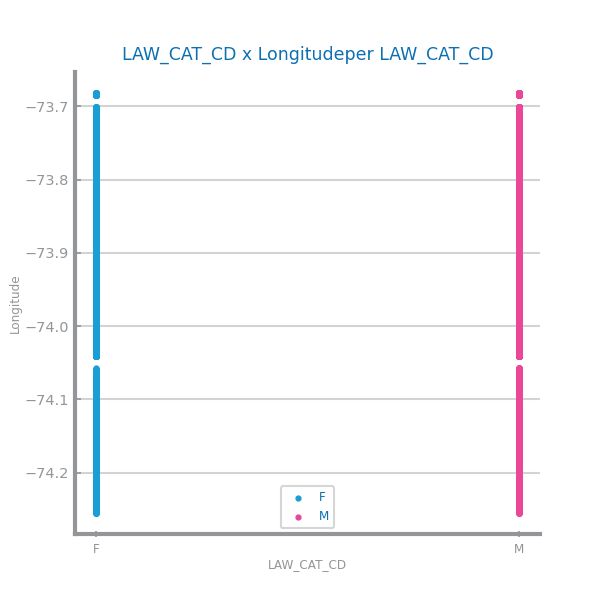 LAW_CAT_CD x Longitudeper LAW_CAT_CD
Longitude
−73.7
−73.8
−73.9
−74.0
−74.1
−74.2
F
M
F
M
LAW_CAT_CD